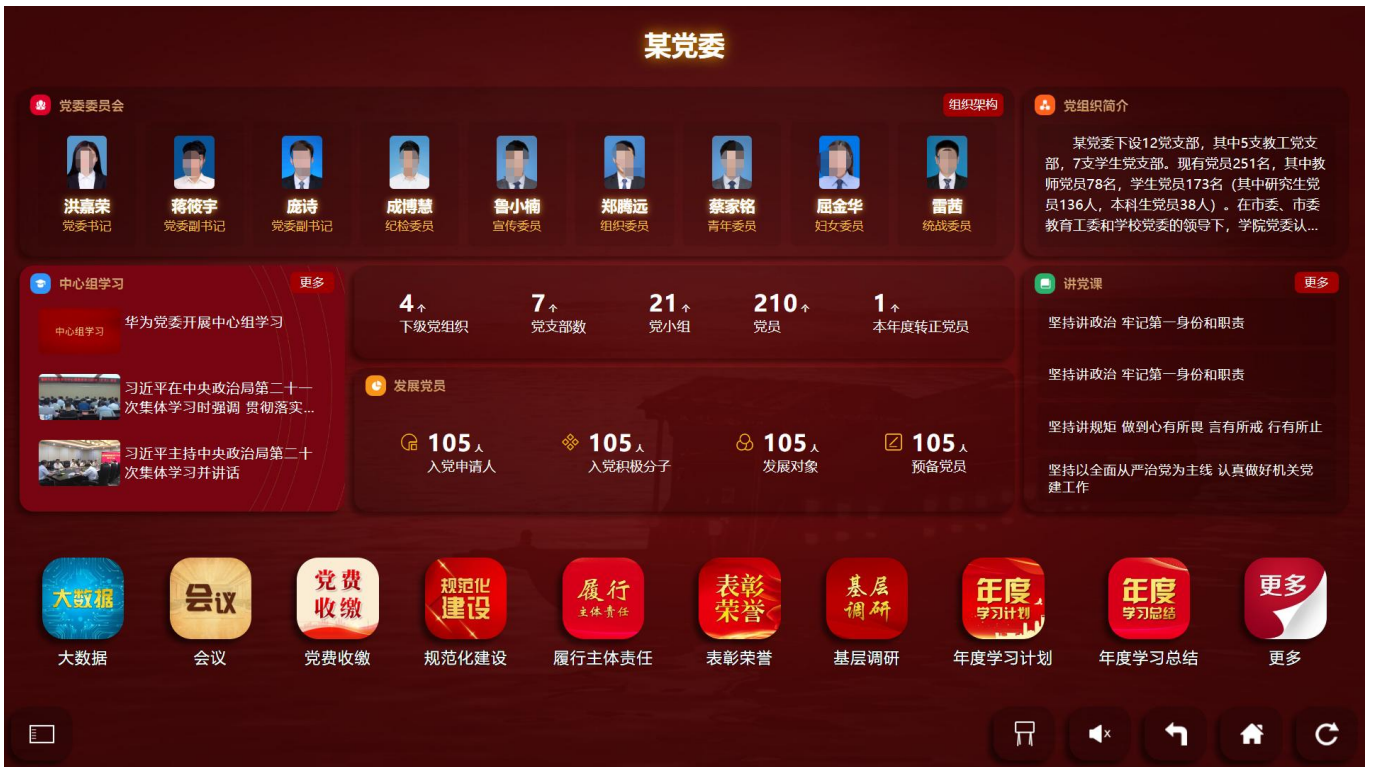 某党委
党委委员会
组织架构
洪嘉荣
党委书记
蒋筱宇
党委副书记
庞诗
党委副书记
成博慧
纪检委员
鲁小楠
宣传委员
郑腾远
组织委员
蔡家铭
青年委员
屈金华
妇女委员
雷茜
统战委员
党组织简介
某党委下设12党支部，其中5支教工党支
部，7支学生党支部。现有党员251名，其中教
师党员78名，学生党员173名（其中研究生党
员136人，本科生党员38人）。在市委、市委
教育工委和学校党委的领导下，学院党委认...
中心组学习
更多
中心组学习
华为党委开展中心组学习
习近平在中央政治局第二十一
次集体学习时强调 贯彻落实...
习近平主持中央政治局第二十
次集体学习并讲话
4个
下级党组织
7个
党支部数
21个
党小组
210个
党员
1个
本年度转正党员
发展党员
105人
入党申请人
105人
入党积极分子
105人
发展对象
105人
预备党员
讲党课
更多
坚持讲政治 牢记第一身份和职责
坚持讲政治 牢记第一身份和职责
坚持讲规矩 做到心有所畏 言有所戒 行有所止
坚持以全面从严治党为主线 认真做好机关党
建工作
大数据
会议
党费
收缴
规范化
建设
履行
主体责任
表彰
荣誉
基层
调研
年度
学习计划
年度
学习总结
更多
大数据
会议
党费收缴
规范化建设
履行主体责任
表彰荣誉
基层调研
年度学习计划
年度学习总结
更多